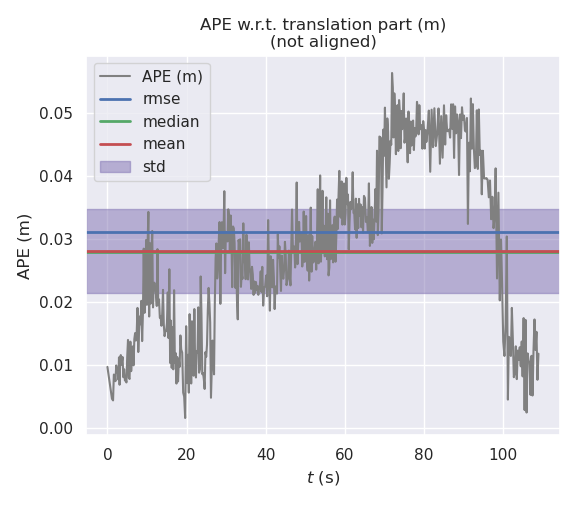 APE w.r.t. translation part (m)
(not aligned)
APE (m)
rmse
median
mean
std
APE (m)
0.05
0.04
0.03
0.02
0.01
0.00
0
20
40
60
80
100
t (s)